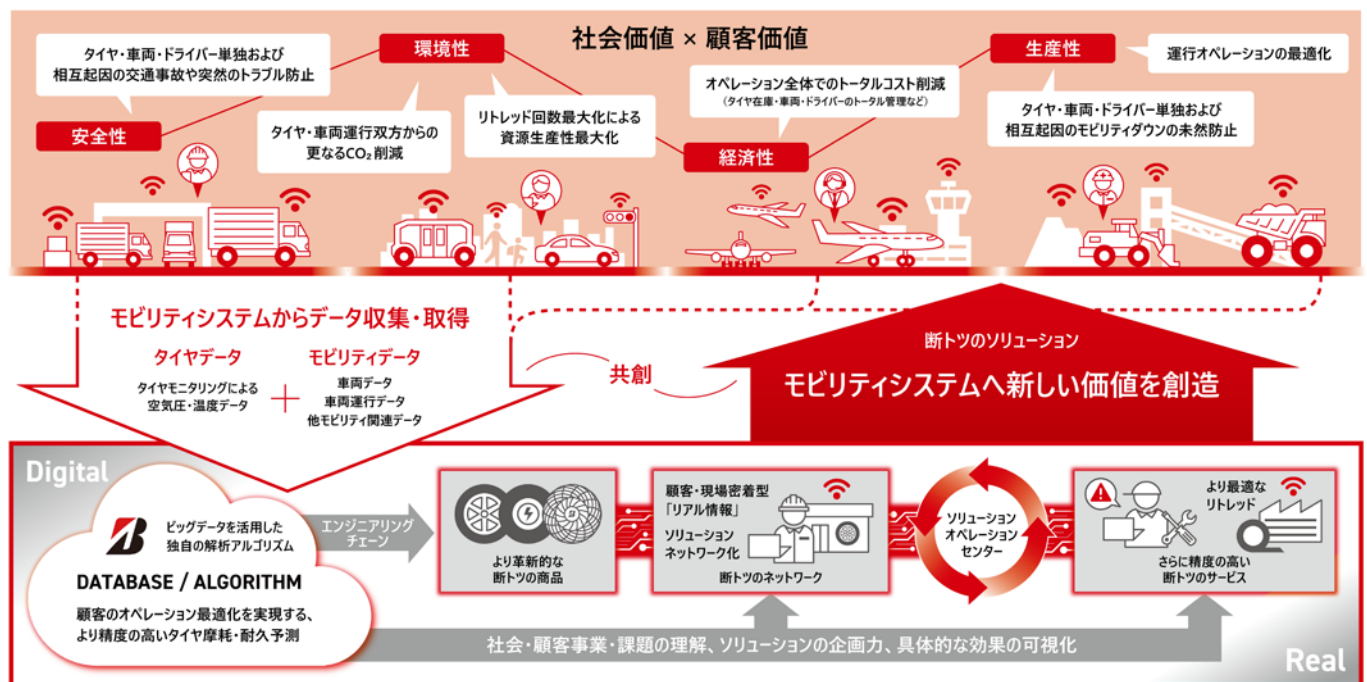 社会価値 × 顧客価値
タイヤ・車両・ドライバー単独および
相互起因の交通事故や突然のトラブル防止
安全性
環境性
タイヤ・車両運行双方からの
更なるCO₂削減
リトレッド回数最大化による
資源生産性最大化
オペレーション全体でのトータルコスト削減
(タイヤ在庫・車両・ドライバーのトータル管理など)
経済性
生産性
運行オペレーションの最適化
タイヤ・車両・ドライバー単独および
相互起因のモビリティダウンの未然防止
モビリティシステムからデータ収集・取得
タイヤデータ
タイヤモニタリングによる
空気圧・温度データ
+
モビリティデータ
車両データ
車両運行データ
他モビリティ関連データ
共創
断トツのソリューション
モビリティシステムへ新しい価値を創造
Digital
ビッグデータを活用した
独自の解析アルゴリズム
DATABASE / ALGORITHM
顧客のオペレーション最適化を実現する、
より精度の高いタイヤ摩耗・耐久予測
エンジニアリング
チェーン
より革新的な
断トツの商品
顧客・現場密着型
「リアル情報」
ソリューション
ネットワーク化
断トツのネットワーク
ソリューション
オペレーション
センター
より最適な
リトレッド
さらに精度の高い
断トツのサービス
社会・顧客事業・課題の理解、ソリューションの企画力、具体的な効果の可視化
Real